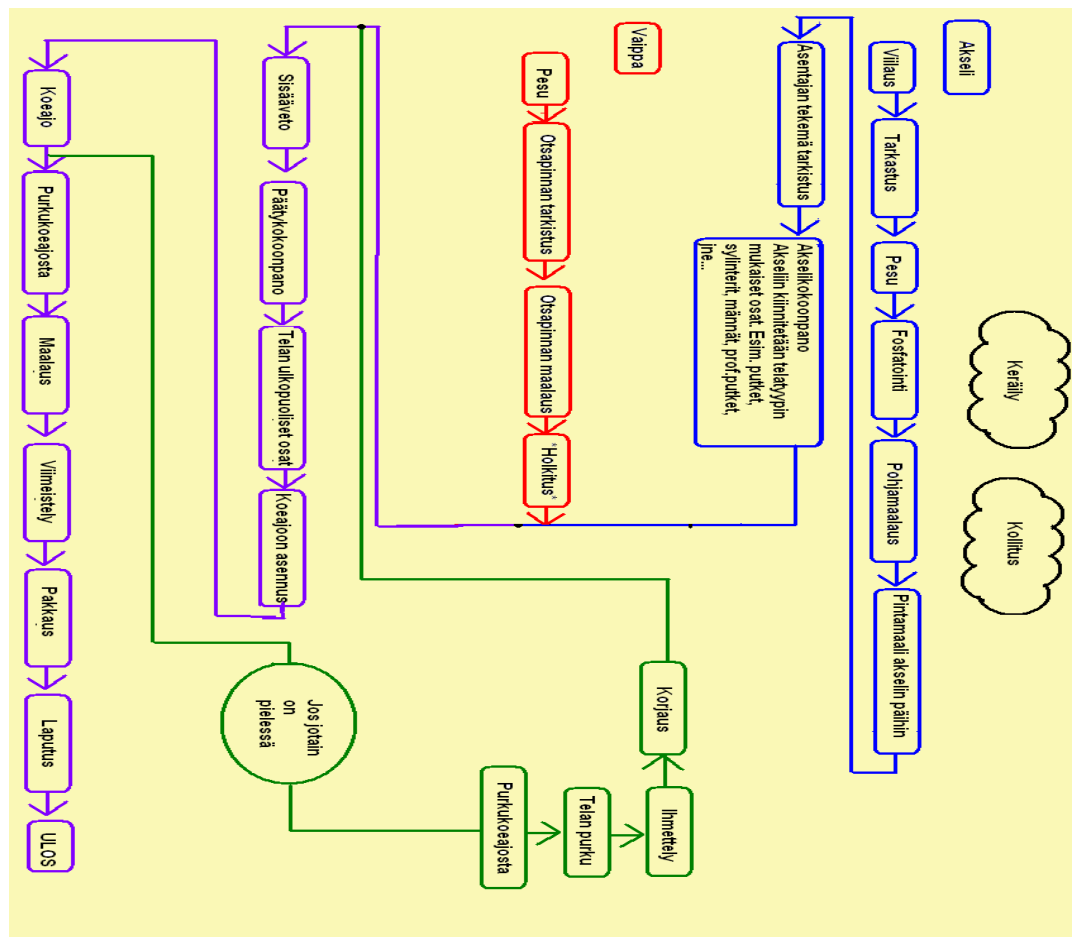 Akseli
Viilaus
Tarkastus
Pesu
Fosfatointi
Pohjamaalaus
Pintamaali akselin päihin
Keräily
Kollitus
Asentajan tekemä tarkistus
Akselikokoonpano
Akseliin kiinnitetään telatyypin
mukaiset osat. Esim. putket,
sylinterit, männät, prof.putket,
jne...
Vaippa
Pesu
Otsapinnan tarkistus
Otsapinnan maalaus
"Holkitus"
Sisääveto
Päätykokoonpano
Telan ulkopuoliset osat
Koeajoon asennus
Koeajo
Purkukoeajosta
Maalaus
Viimeistely
Pakkaus
Laputus
ULOS
Jos jotain
on
pielessä
Purkukoeajosta
Telan purku
Ihmettely
Korjaus